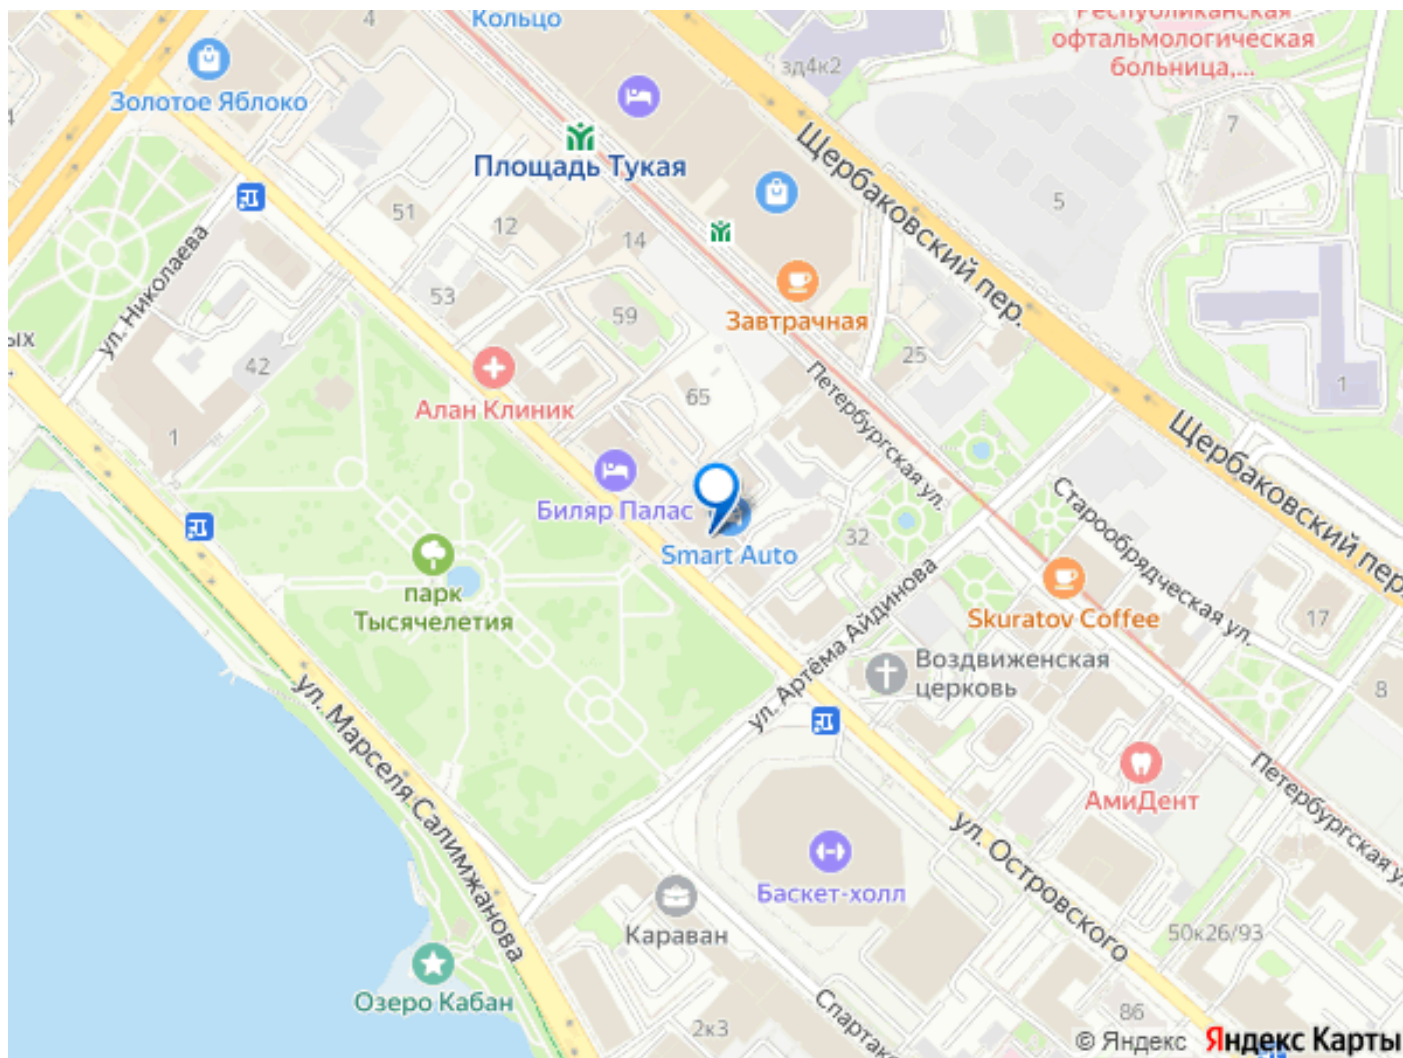 Кольцо
4
Республиканская
офтальмологическая
больница,...
зд4к2
Золотое Яблоко
7
Площадь Тукая
Щербаковский пер.
5
51
12
14
ул. Николаева
53
59
Завтрачная
ых
42
25
1
Алан Клиник
65
Петербургская ул.
Щербаковский пер.
1
Биляр Палас
Smart Auto
32
Старообрядческая ул.
парк
Тысячелетия
Skuratov Coffee
17
ул. Артёма Айдинова
Воздвиженская
церковь
8
ул. Марселя Салимжанова
АмиДент
Петербургская ул.
ул. Островского
Баскет-холл
Караван
50к26/93
Озеро Кабан
Спартако
2к3
86
© Яндекс Яндекс Карты